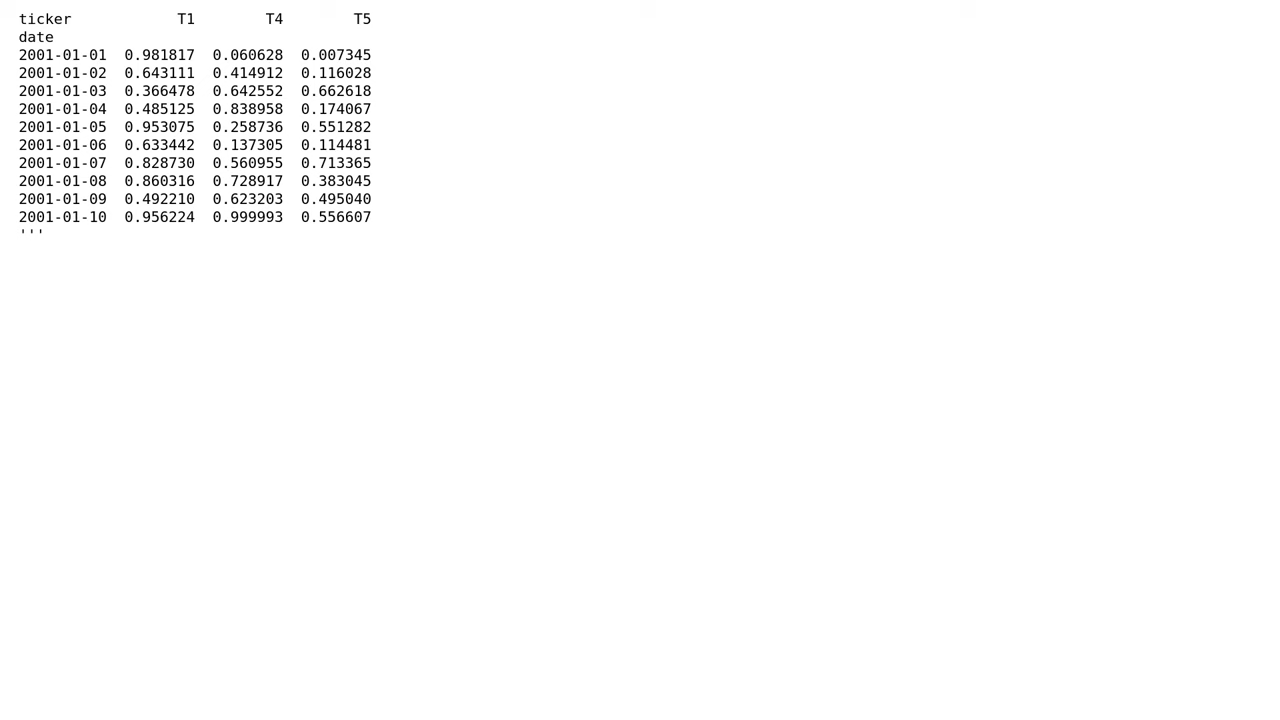 ticker            T1        T4        T5
date
2001-01-01  0.981817  0.060628  0.007345
2001-01-02  0.643111  0.414912  0.116028
2001-01-03  0.366478  0.642552  0.662618
2001-01-04  0.485125  0.838958  0.174067
2001-01-05  0.953075  0.258736  0.551282
2001-01-06  0.633442  0.137305  0.114481
2001-01-07  0.828730  0.560955  0.713365
2001-01-08  0.860316  0.728917  0.383045
2001-01-09  0.492210  0.623203  0.495040
2001-01-10  0.956224  0.999993  0.556607
'''